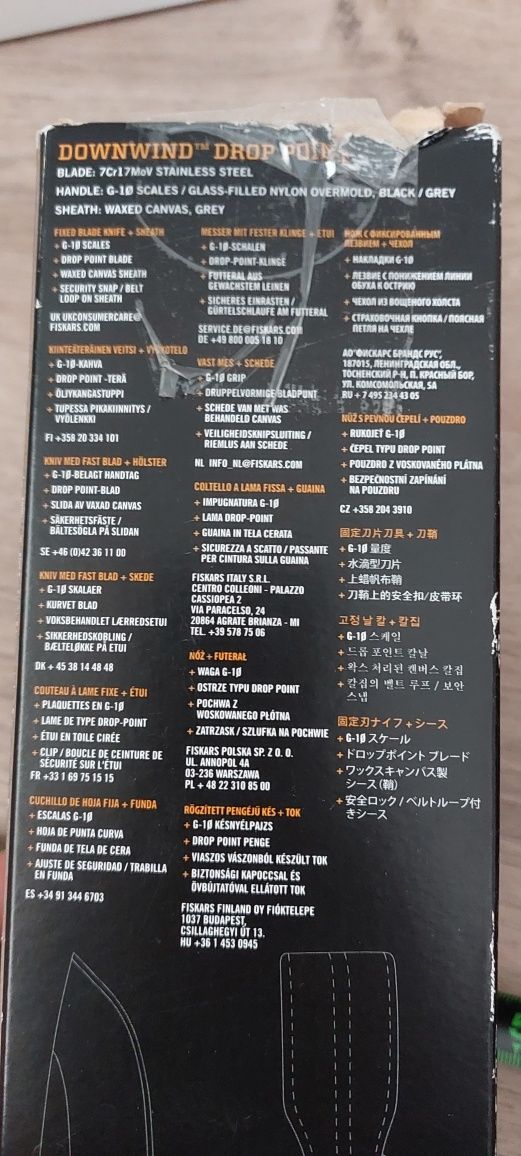 DOWNWIND™ DROP POINT
BLADE: 7Cr17MoV STAINLESS STEEL
HANDLE: G-1Ø SCALES / GLASS-FILLED NYLON OVERMOLD, BLACK / GREY
SHEATH: WAXED CANVAS, GREY
FIXED BLADE KNIFE + SHEATH
+ G-1Ø SCALES
+ DROP POINT BLADE
+ WAXED CANVAS SHEATH
+ SECURITY SNAP / BELT
LOOP ON SHEATH
UK UKCONSUMERCARE@
FISKARS.COM
KIINTEÄTERÄINEN VEITSI + VYÖKOTELO
+ G-1Ø-KAHVA
+ DROP POINT -TERÄ
+ ÖLJYKANGASTUPPI
+ TUPESSA PIKAKIINNITYS /
VYÖLENKKI
FI +358 20 334 101
KNIV MED FAST BLAD + HÖLSTER
+ G-1Ø-BELAGT HANDTAG
+ DROP POINT-BLAD
+ SLIDA AV VAXAD CANVAS
+ SÄKERHETSFÄSTE /
BÄLTESÖGLA PÅ SLIDAN
SE +46 (0)42 36 11 00
KNIV MED FAST BLAD + SKEDE
+ G-1Ø SKALAER
+ KURVET BLAD
+ VOKSBEHANDLET LÆRREDSETUI
+ SIKKERHEDSKOBLING /
BÆLTELØKKE PÅ ETUI
DK + 45 38 14 48 48
COUTEAU À LAME FIXE + ÉTUI
+ PLAQUETTES EN G-1Ø
+ LAME DE TYPE DROP-POINT
+ ÉTUI EN TOILE CIRÉE
+ CLIP / BOUCLE DE CEINTURE DE
SÉCURITÉ SUR L'ÉTUI
FR +33 1 69 75 15 15
CUCHILLO DE HOJA FIJA + FUNDA
+ ESCALAS G-1Ø
+ HOJA DE PUNTA CURVA
+ FUNDA DE TELA DE CERA
+ AJUSTE DE SEGURIDAD / TRABILLA
EN FUNDA
ES +34 91 344 6703
MESSER MIT FESTER KLINGE + ETUI
+ G-1Ø-SCHALEN
+ DROP-POINT-KLINGE
+ FUTTERAL AUS
GEWACHSTEM LEINEN
+ SICHERES EINRASTEN /
GÜRTELSCHLAUFE AM FUTTERAL
SERVICE.DE@FISKARS.COM
DE +49 800 005 18 10
VAST MES + SCHEDE
+ G-1Ø GRIP
+ DRUPPELVORMIGE BLADPUNT
+ SCHEDE VAN MET WAS
BEHANDELD CANVAS
+ VEILIGHEIDSKNIPSLUITING /
RIEMLUS AAN SCHEDE
NL INFO_NL@FISKARS.COM
COLTELLO A LAMA FISSA + GUAINA
+ IMPUGNATURA G-1Ø
+ LAMA DROP-POINT
+ GUAINA IN TELA CERATA
+ SICUREZZA A SCATTO / PASSANTE
PER CINTURA SULLA GUAINA
FISKARS ITALY S.R.L.
CENTRO COLLEONI - PALAZZO
CASSIOPEA 2
VIA PARACELSO, 24
20864 AGRATE BRIANZA - MI
TEL. +39 578 75 06
NÓŻ + FUTERAŁ
+ WAGA G-1Ø
+ OSTRZE TYPU DROP POINT
+ POCHWA Z
WOSKOWANEGO PŁÓTNA
+ ZATRZASK / SZLUFKA NA POCHWIE
FISKARS POLSKA SP. Z O. O.
UL. ANNOPOL 4A
03-236 WARSZAWA
PL + 48 22 310 85 00
RÖGZÍTETT PENGÉJŰ KÉS + TOK
+ G-1Ø KÉSNYÉLPAJZS
+ DROP POINT PENGE
+ VIASZOS VÁSZONBÓL KÉSZÜLT TOK
+ BIZTONSÁGI KAPOCCSAL ÉS
ÖVBÚJTATÓVAL ELLÁTOTT TOK
FISKARS FINLAND OY FIÓKTELEPE
1037 BUDAPEST,
CSILLAGHEGYI ÚT 13.
HU +36 1 453 0945
НОЖ С ФИКСИРОВАННЫМ
ЛЕЗВИЕМ + ЧЕХОЛ
+ НАКЛАДКИ G-1Ø
+ ЛЕЗВИЕ С ПОНИЖЕНИЕМ ЛИНИИ
ОБУХА К ОСТРИЮ
+ ЧЕХОЛ ИЗ ВОЩЕНОГО ХОЛСТА
+ СТРАХОВОЧНАЯ КНОПКА / ПОЯСНАЯ
ПЕТЛЯ НА ЧЕХЛЕ
АО "ФИСКАРС БРАНДС РУС",
187015, ЛЕНИНГРАДСКАЯ ОБЛ.,
ТОСНЕНСКИЙ Р-Н, П. КРАСНЫЙ БОР,
УЛ. КОМСОМОЛЬСКАЯ, 5А
RU + 7 495 234 43 05
NŮŽ S PEVNOU ČEPELÍ + POUZDRO
+ RUKOJEŤ G-1Ø
+ ČEPEL TYPU DROP POINT
+ POUZDRO Z VOSKOVANÉHO PLÁTNA
+ BEZPEČNOSTNÍ ZAPÍNÁNÍ
NA POUZDRU
CZ +358 204 3910
固定刀片刀具 + 刀鞘
+ G-1Ø 量度
+ 水滴型刀片
+ 上蜡帆布鞘
+ 刀鞘上的安全扣/皮带环
고정 날 칼 + 칼집
+ G-1Ø 스케일
+ 드롭 포인트 칼날
+ 왁스 처리된 캔버스 칼집
+ 칼집의 벨트 루프 / 보안
스냅
固定刃ナイフ + シース
+ G-1Ø スケール
+ ドロップポイント ブレード
+ ワックスキャンバス製
シース (鞘)
+ 安全ロック / ベルトループ付
きシース